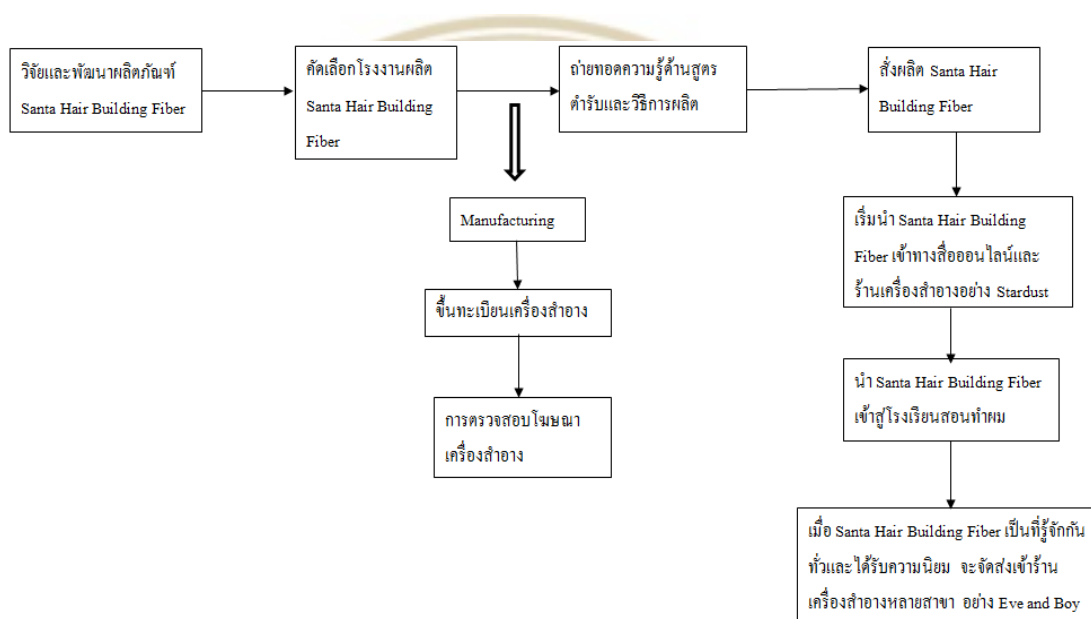 วิจัยและพัฒนาผลิตภัณฑ์
Santa Hair Building Fiber
คัดเลือกโรงงานผลิต
Santa Hair Building
Fiber
ถ่ายทอดความรู้ด้านสูตร
ตำรับและวิธีการผลิต
สั่งผลิต Santa Hair
Building Fiber
Manufacturing
ขึ้นทะเบียนเครื่องสำอาง
การตรวจสอบโฆษณา
เครื่องสำอาง
เริ่มนำ Santa Hair Building
Fiber เข้าทางสื่อออนไลน์และ
ร้านเครื่องสำอางอย่าง Stardust
นำ Santa Hair Building Fiber
เข้าสู่โรงเรียนสอนทำผม
เมื่อ Santa Hair Building Fiber เป็นที่รู้จักกัน
ทั่วและได้รับความนิยม จะจัดส่งเข้าร้าน
เครื่องสำอางหลายสาขา อย่าง Eve and Boy